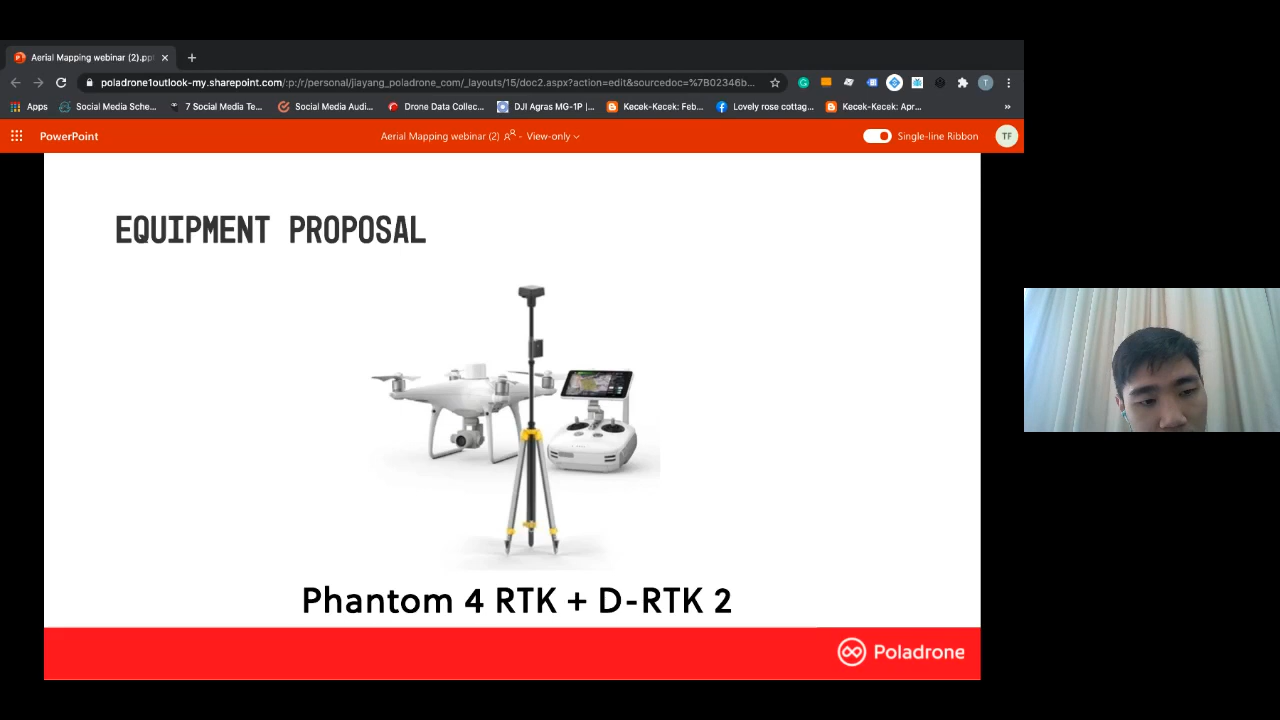 Aerial Mapping webinar (2).ppt
poladrone1outlook-my.sharepoint.com/:p:/r/personal/jiayang_poladrone_com/_layouts/15/doc2.aspx?action=edit&sourcedoc=%7B02346b...
T
Apps
Social Media Sche...
7 Social Media Te...
Social Media Audi...
Drone Data Collec...
DJI Agras MG-1P |...
Kecek-Kecek: Feb...
Lovely rose cottag...
Kecek-Kecek: Apr...
»
PowerPoint
Aerial Mapping webinar (2) - View-only
Single-line Ribbon
TF
EQUIPMENT PROPOSAL
Phantom 4 RTK + D-RTK 2
Poladrone